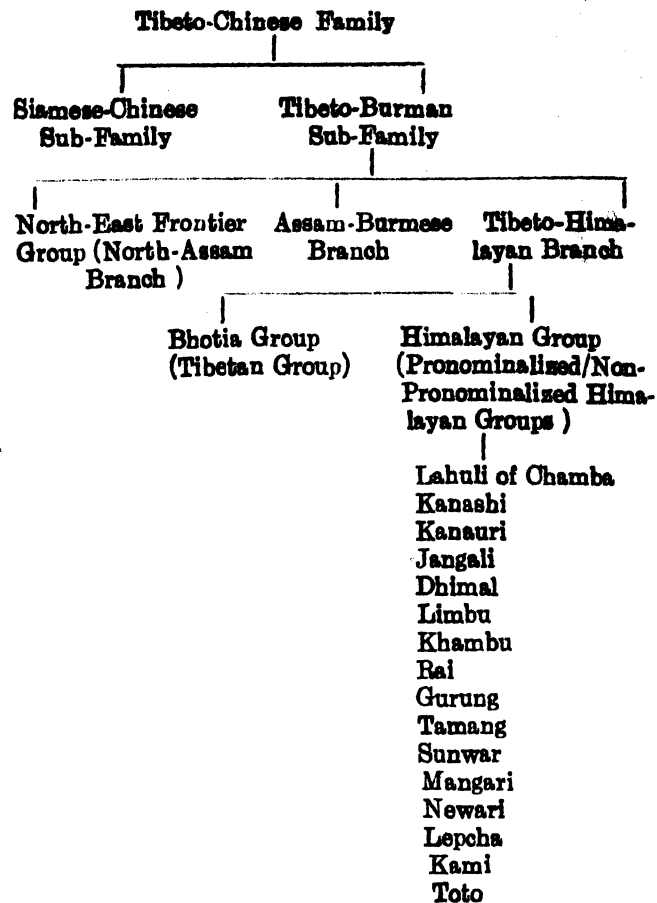 Tibeto-Chinese Family
Siamese-Chinese
Sub-Family
Tibeto-Burman
Sub-Family
North-East Frontier
Group (North-Assam
Branch )
Assam-Burmese
Branch
Tibeto-Hima-
layan Branch
Bhotia Group
(Tibetan Group)
Himalayan Group
(Pronominalised/Non-
Pronominalized Hima-
layan Groups )
Lahuli of Chamba
Kanashi
Kanauri
Jangali
Dhimal
Limbu
Khambu
Rai
Gurung
Tamang
Sunwar
Mangari
Newari
Lepcha
Kami
Toto